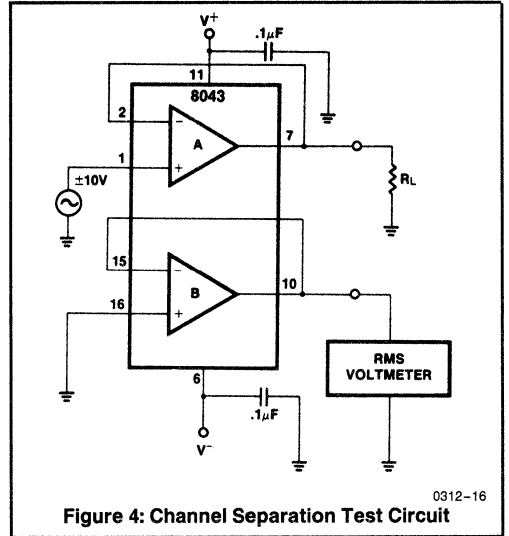 V+
.1µF
11
8043
2
−
A
7
1
+
±10V
RL
15
−
B
10
16
+
RMS
VOLTMETER
6
.1µF
V−
0312−16
Figure 4: Channel Separation Test Circuit